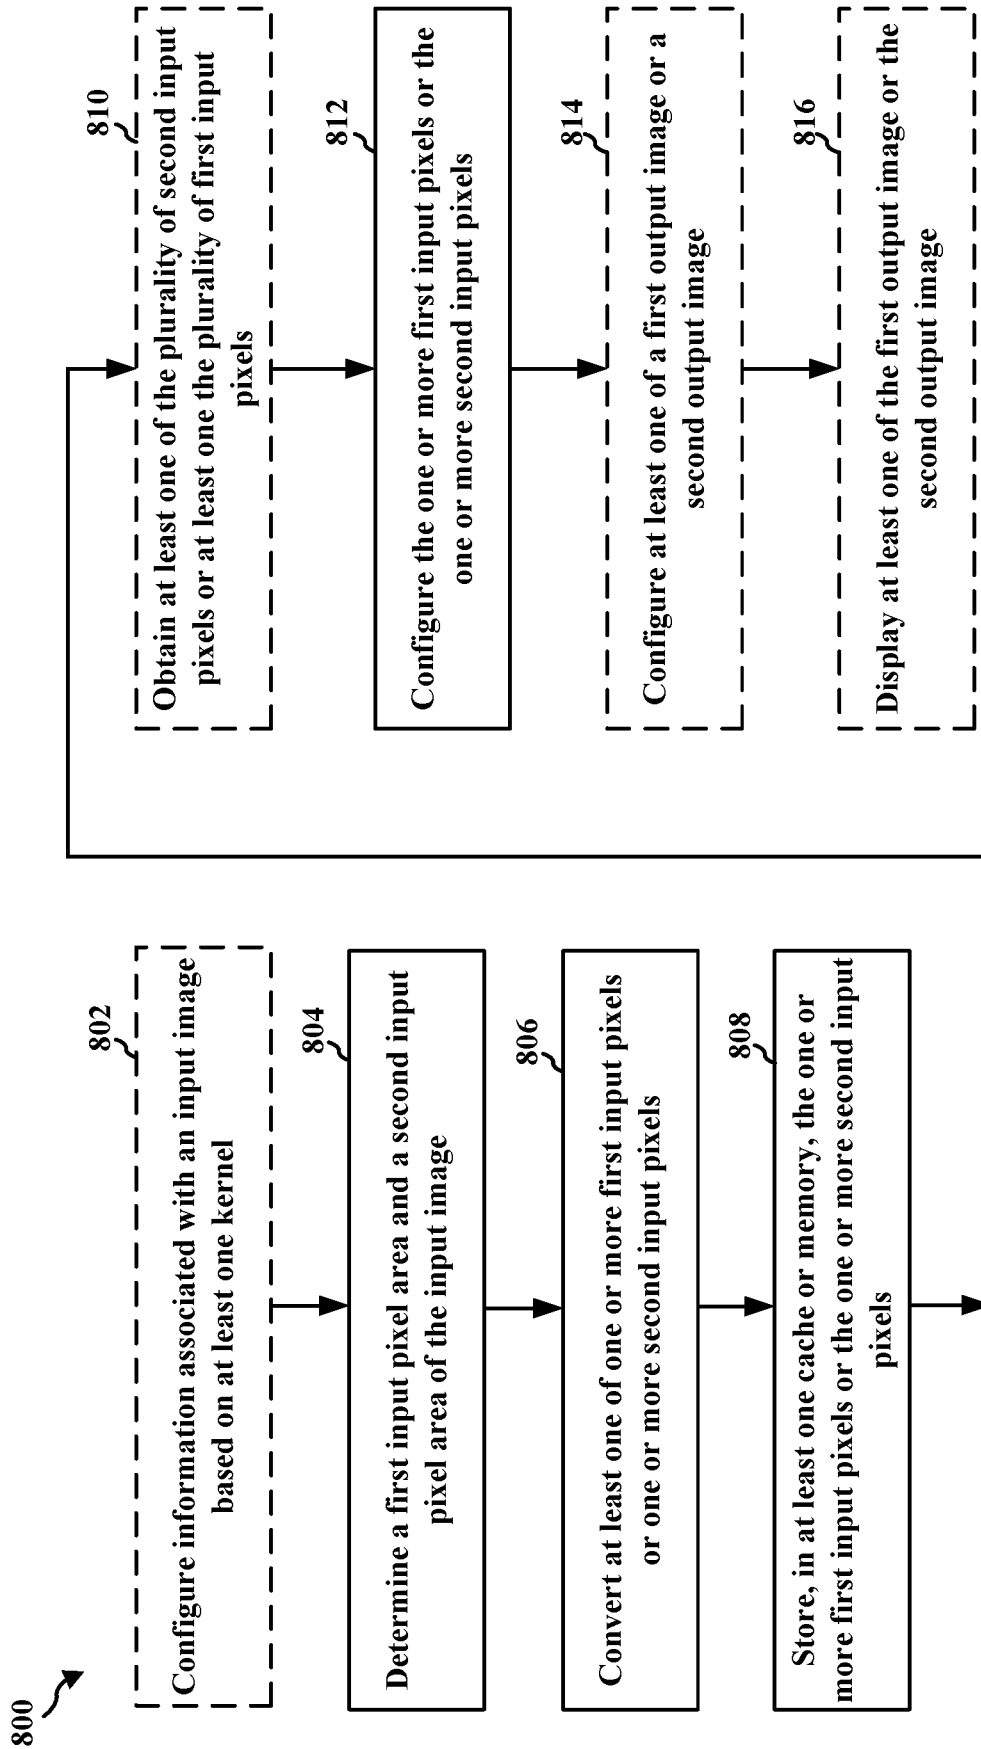 800
802
Configure information associated with an input image
based on at least one kernel
804
Determine a first input pixel area and a second input
pixel area of the input image
806
Convert at least one of one or more first input pixels
or one or more second input pixels
808
Store, in at least one cache or memory, the one or
more first input pixels or the one or more second input
pixels
810
Obtain at least one of the plurality of second input
pixels or at least one the plurality of first input
pixels
812
Configure the one or more first input pixels or the
one or more second input pixels
814
Configure at least one of a first output image or a
second output image
816
Display at least one of the first output image or the
second output image